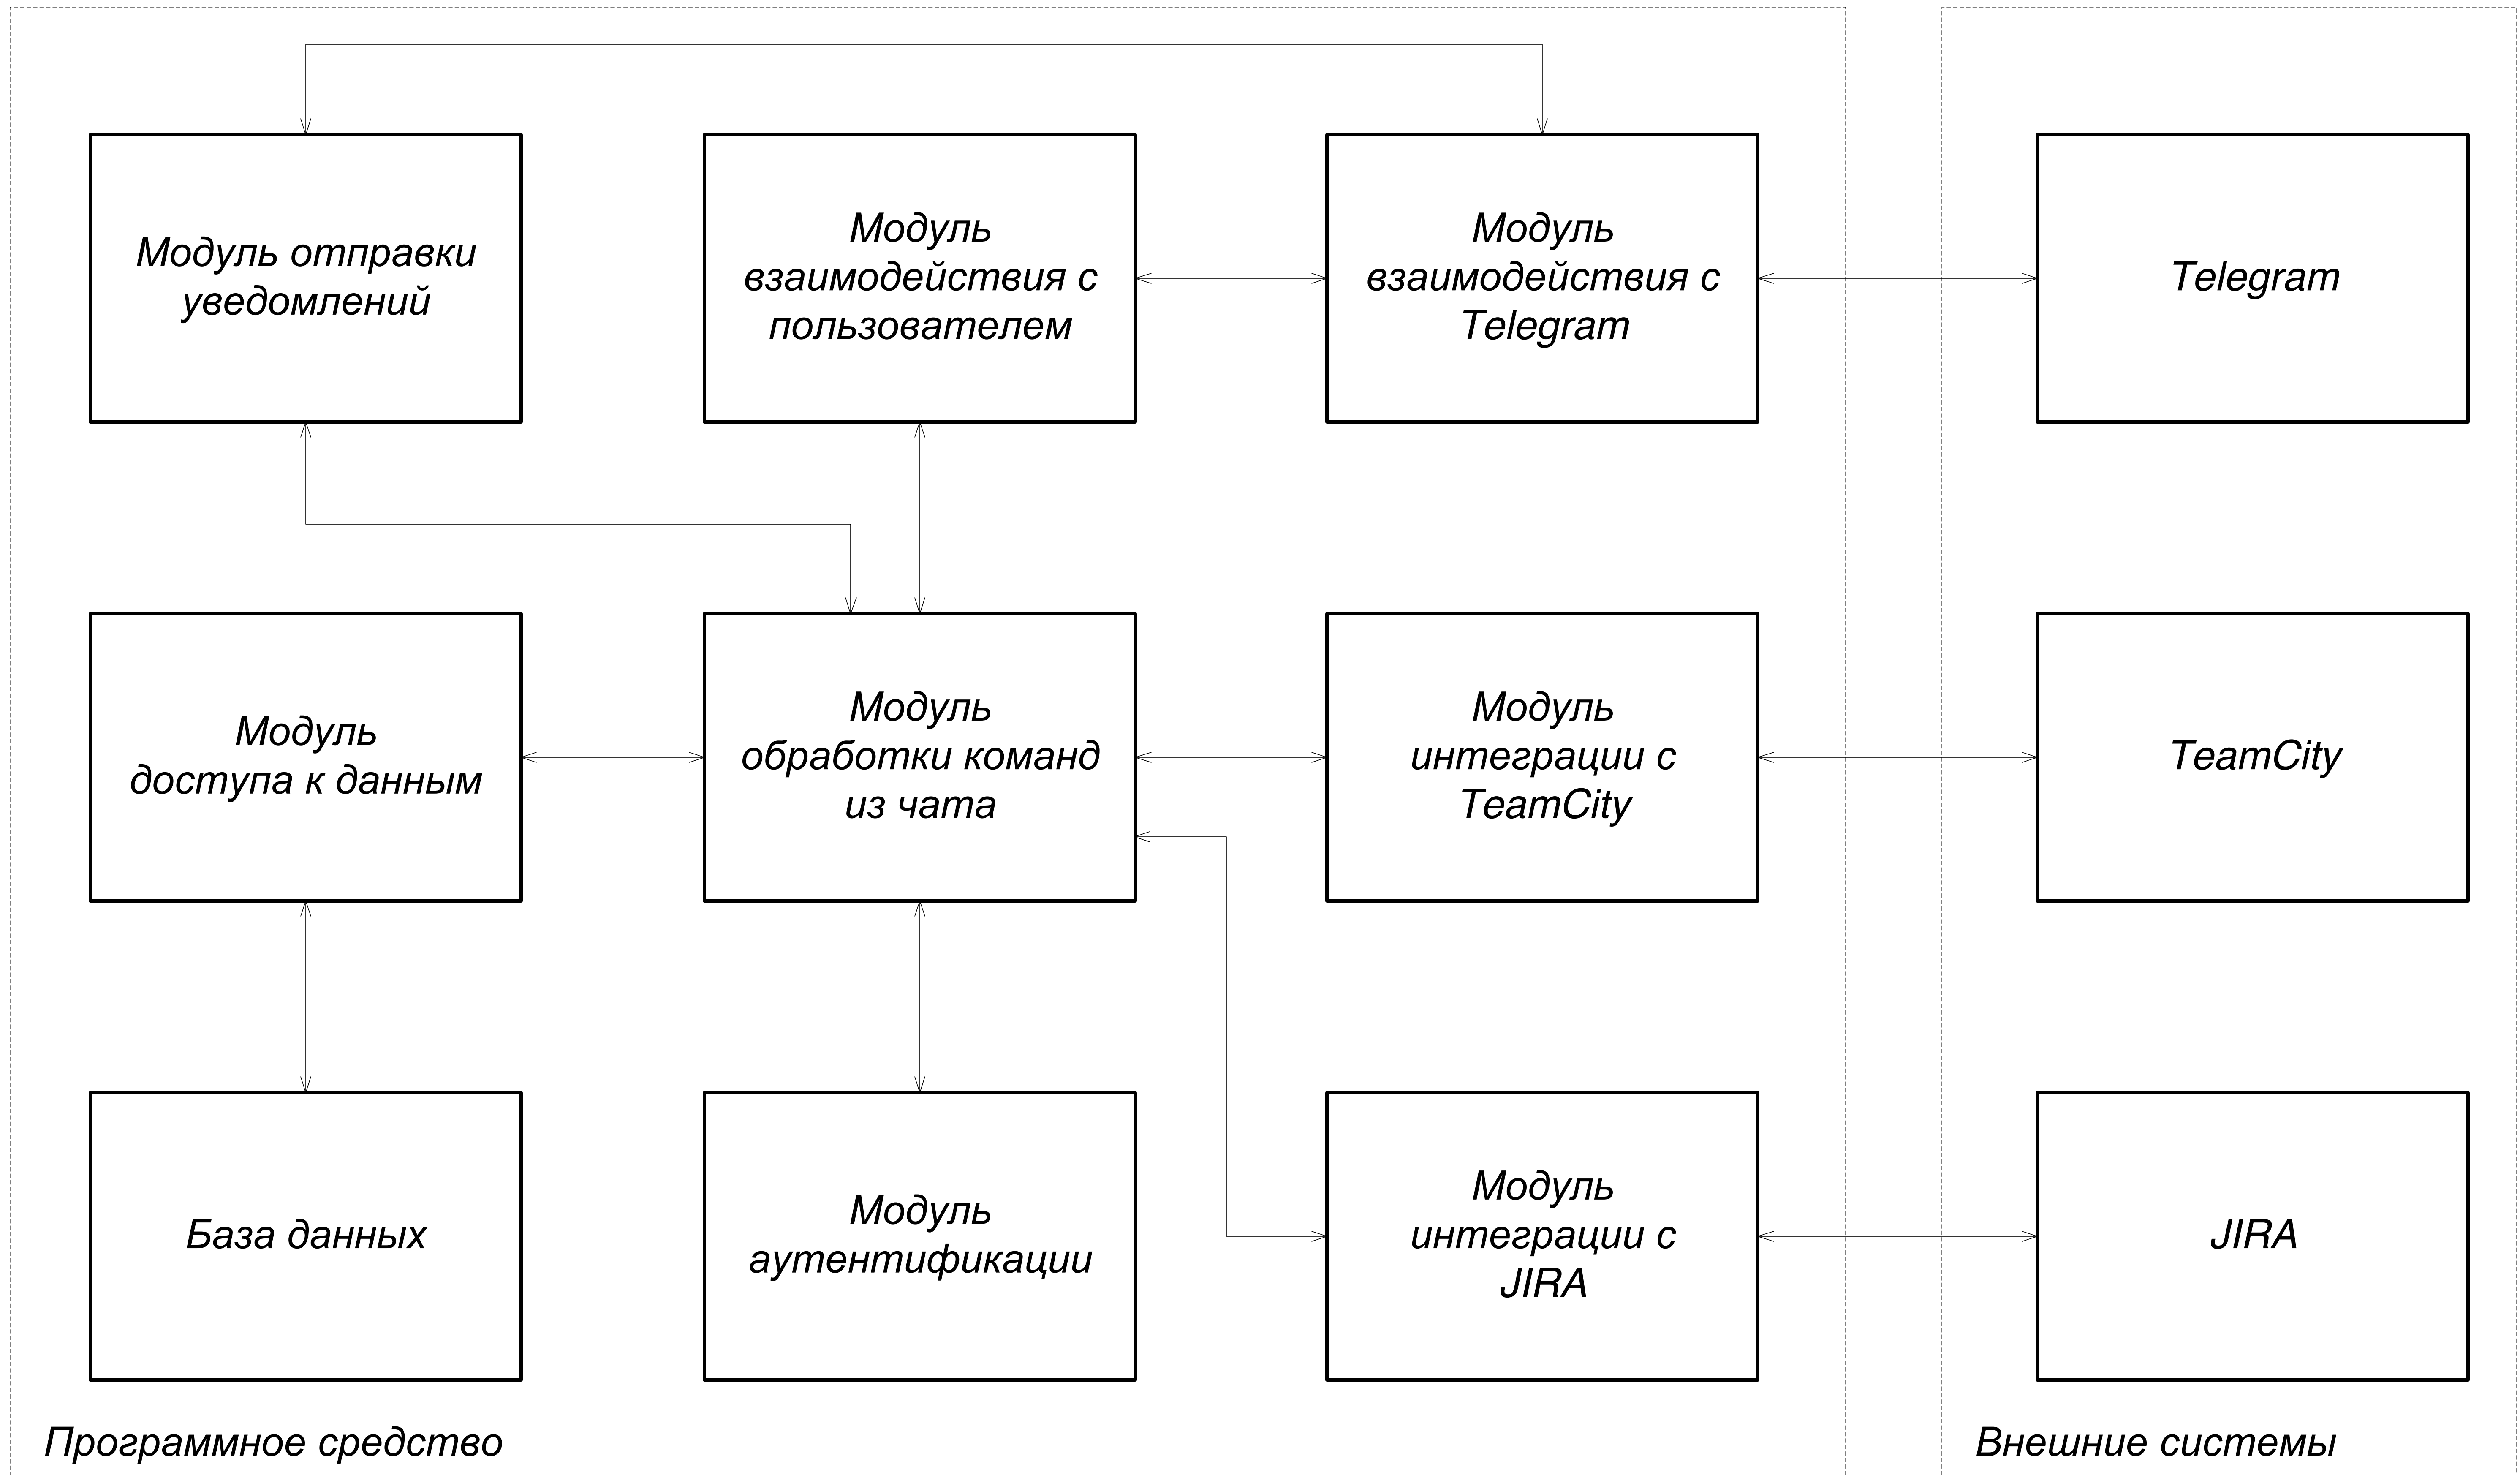 Модуль отправки
уведомлений
Модуль
взаимодействия с
пользователем
Модуль
взаимодействия с
Telegram
Telegram
Модуль
доступа к данным
Модуль
обработки команд
из чата
Модуль
интеграции с
TeamCity
TeamCity
База данных
Модуль
аутентификации
Модуль
интеграции с
JIRA
JIRA
Программное средство
Внешние системы